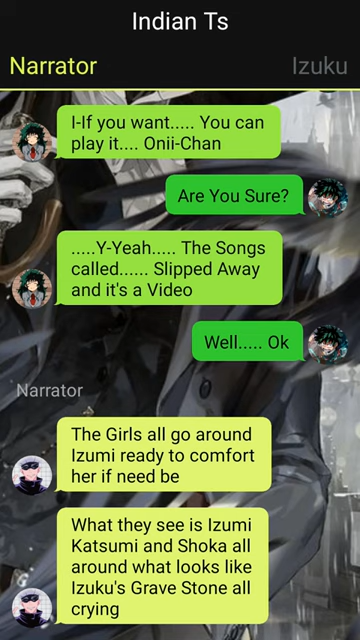 Indian Ts
Narrator
Izuku
I-If you want..... You can
play it.... Onii-Chan
Are You Sure?
.....Y-Yeah..... The Songs
called...... Slipped Away
and it's a Video
Well..... Ok
Narrator
The Girls all go around
Izumi ready to comfort
her if need be
What they see is Izumi
Katsumi and Shoka all
around what looks like
Izuku's Grave Stone all
crying